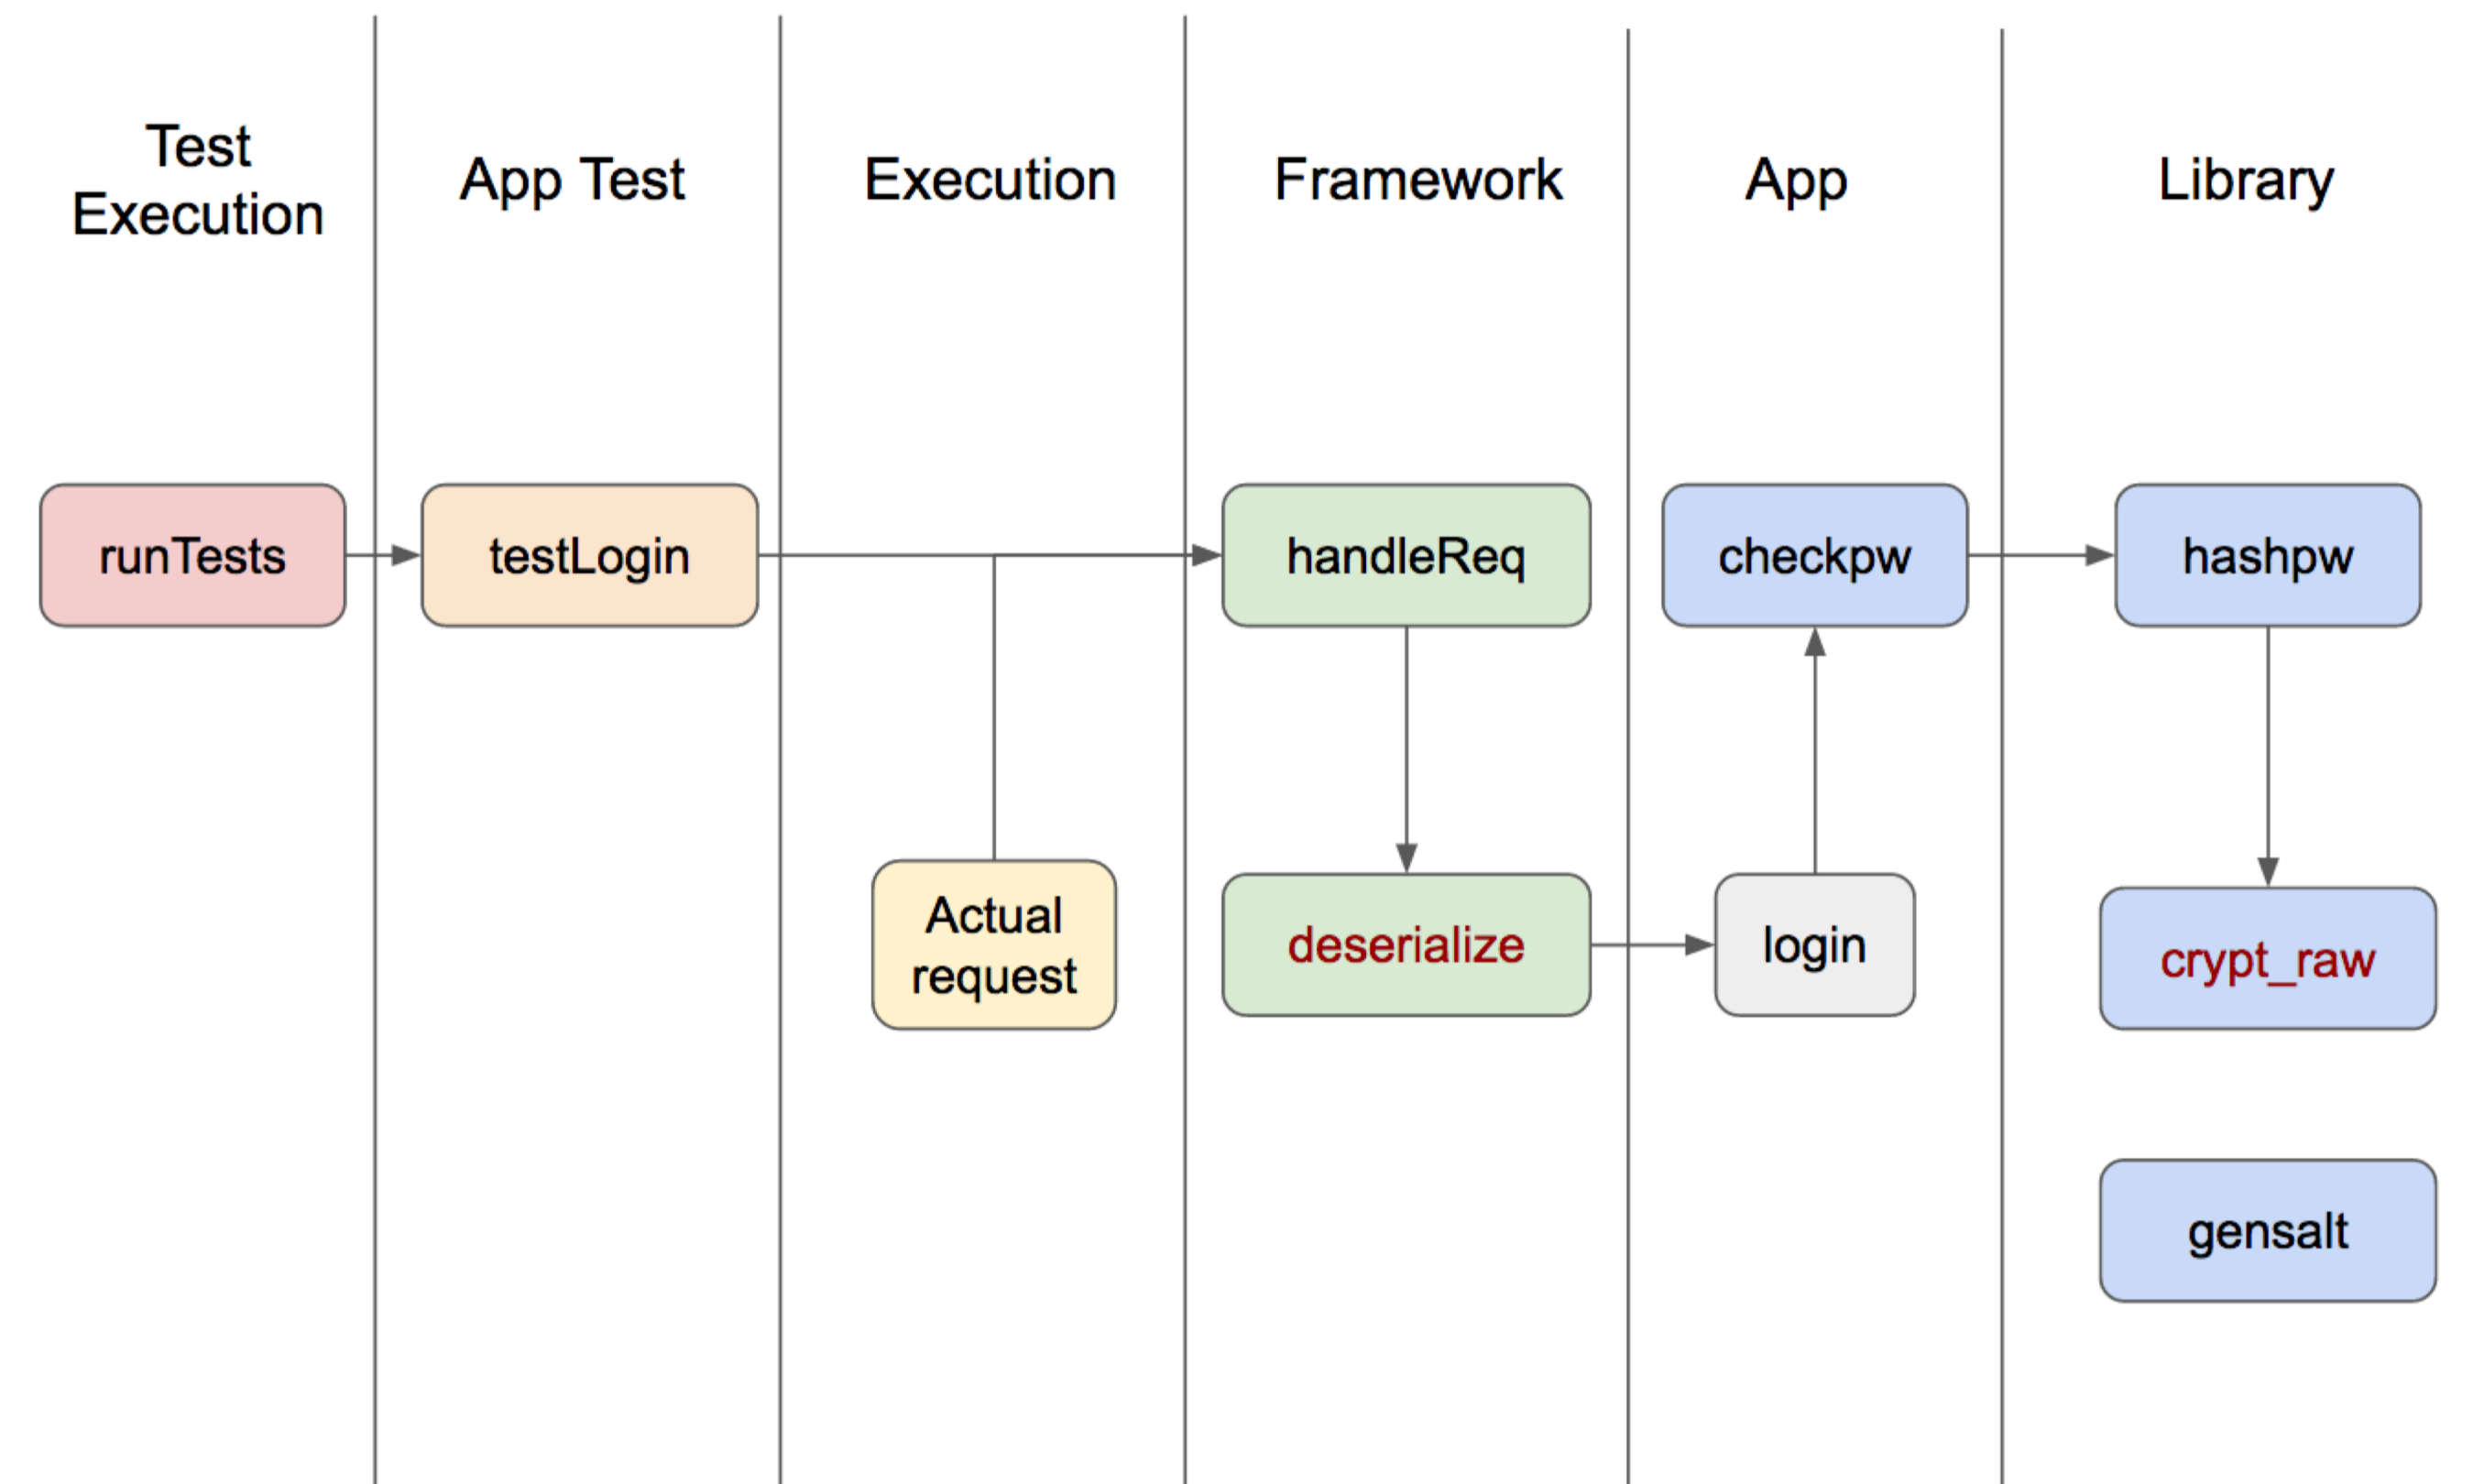 Test
Execution
App Test
Execution
Framework
App
Library
runTests
testLogin
handleReq
checkpw
hashpw
Actual
request
deserialize
login
crypt_raw
gensalt